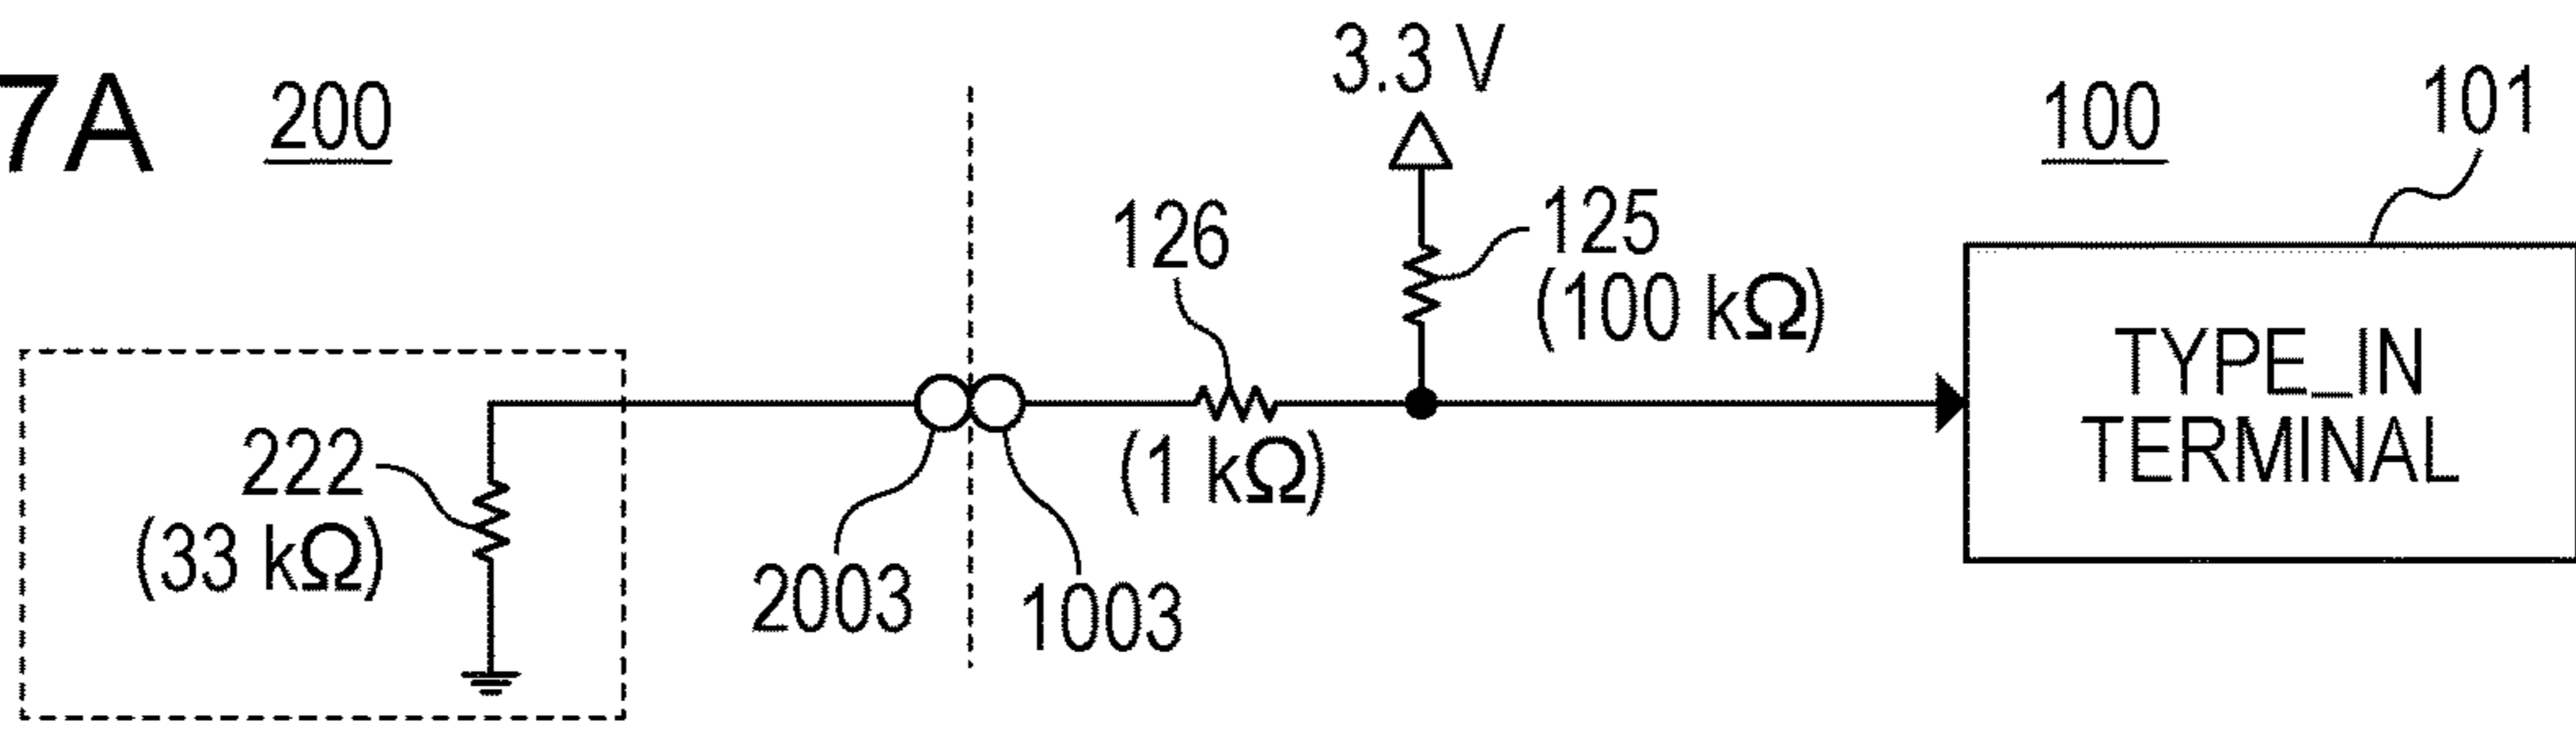 7A
200
3.3 V
100
101
126
125
(100 kΩ)
TYPE_IN
TERMINAL
222
(33 kΩ)
(1 kΩ)
2003
1003